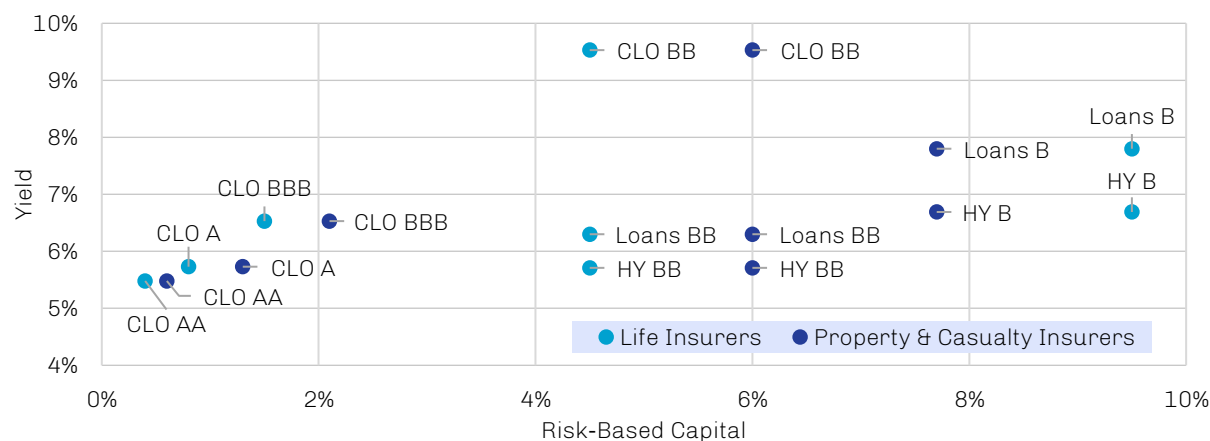 10%
9%
8%
7%
6%
5%
4%
Yield
CLO BB
CLO BB
Loans B
Loans B
HY B
HY B
CLO BBB
CLO BBB
CLO A
CLO A
CLO AA
CLO AA
Loans BB
Loans BB
HY BB
HY BB
Life Insurers
Property & Casualty Insurers
0%
2%
4%
6%
8%
10%
Risk-Based Capital